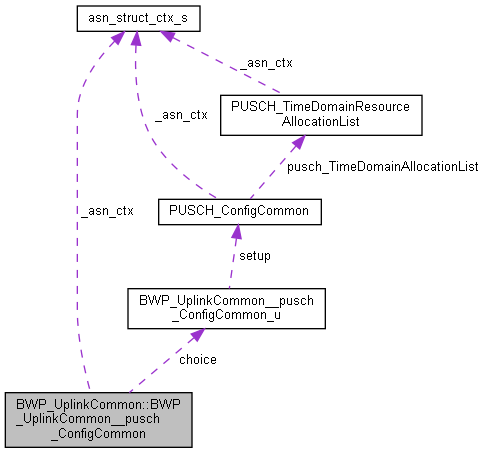 asn_struct_ctx_s
_asn_ctx
PUSCH_TimeDomainResource
AllocationList
_asn_ctx
pusch_TimeDomainAllocationList
_asn_ctx
PUSCH_ConfigCommon
setup
BWP_UplinkCommon__pusch
_ConfigCommon_u
choice
BWP_UplinkCommon::BWP
_UplinkCommon__pusch
_ConfigCommon